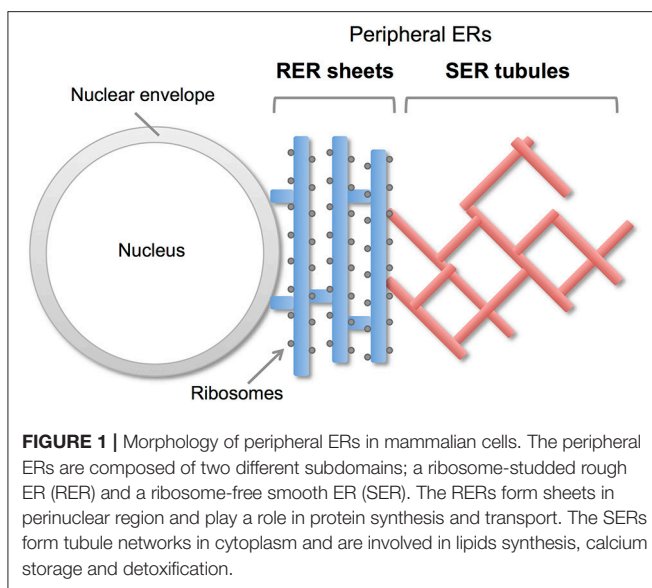 Peripheral ERs
RER sheets
SER tubules
Nuclear envelope
Nucleus
Ribosomes
FIGURE 1 | Morphology of peripheral ERs in mammalian cells. The peripheral
ERs are composed of two different subdomains; a ribosome-studded rough
ER (RER) and a ribosome-free smooth ER (SER). The RERs form sheets in
perinuclear region and play a role in protein synthesis and transport. The SERs
form tubule networks in cytoplasm and are involved in lipids synthesis, calcium
storage and detoxification.